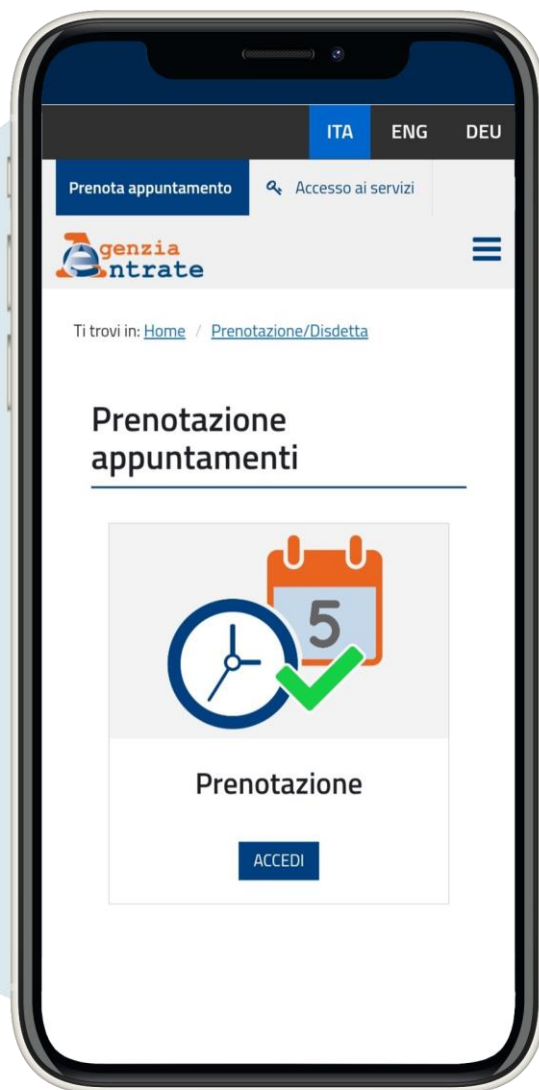 ITA ENG DEU
Prenota appuntamento Accesso ai servizi
Agenzia
entrate
Ti trovi in: Home / Prenotazione/Disdetta
Prenotazione
appuntamenti
5
Prenotazione
ACCEDI